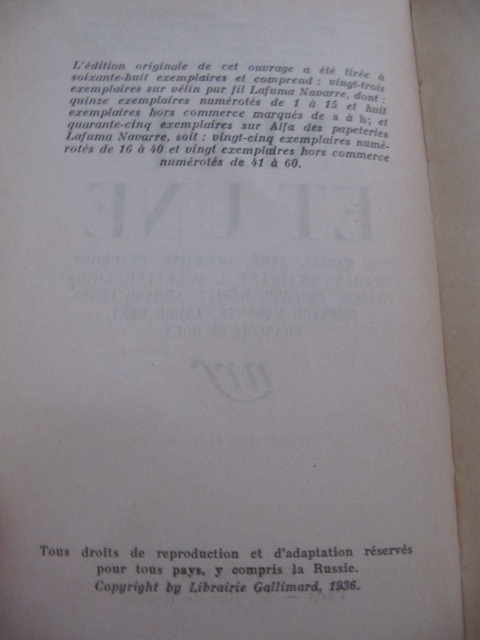 L'édition originale de cet ouvrage a été tirée à
soixante-huit exemplaires et comprend : vingt-trois
exemplaires sur vélin pur fil Lafuma Navarre, dont :
quinze exemplaires numérotés de 1 à 15 et huit
exemplaires hors commerce marqués de a à h; et
quarante-cinq exemplaires sur Alfa des papeteries
Lafuma Navarre, soit : vingt-cinq exemplaires numé-
rotés de 16 à 40 et vingt exemplaires hors commerce
numérotés de 41 à 60.
ET UNE
nrf
Tous droits de reproduction et d'adaptation réservés
pour tous pays, y compris la Russie.
Copyright by Librairie Gallimard, 1936.